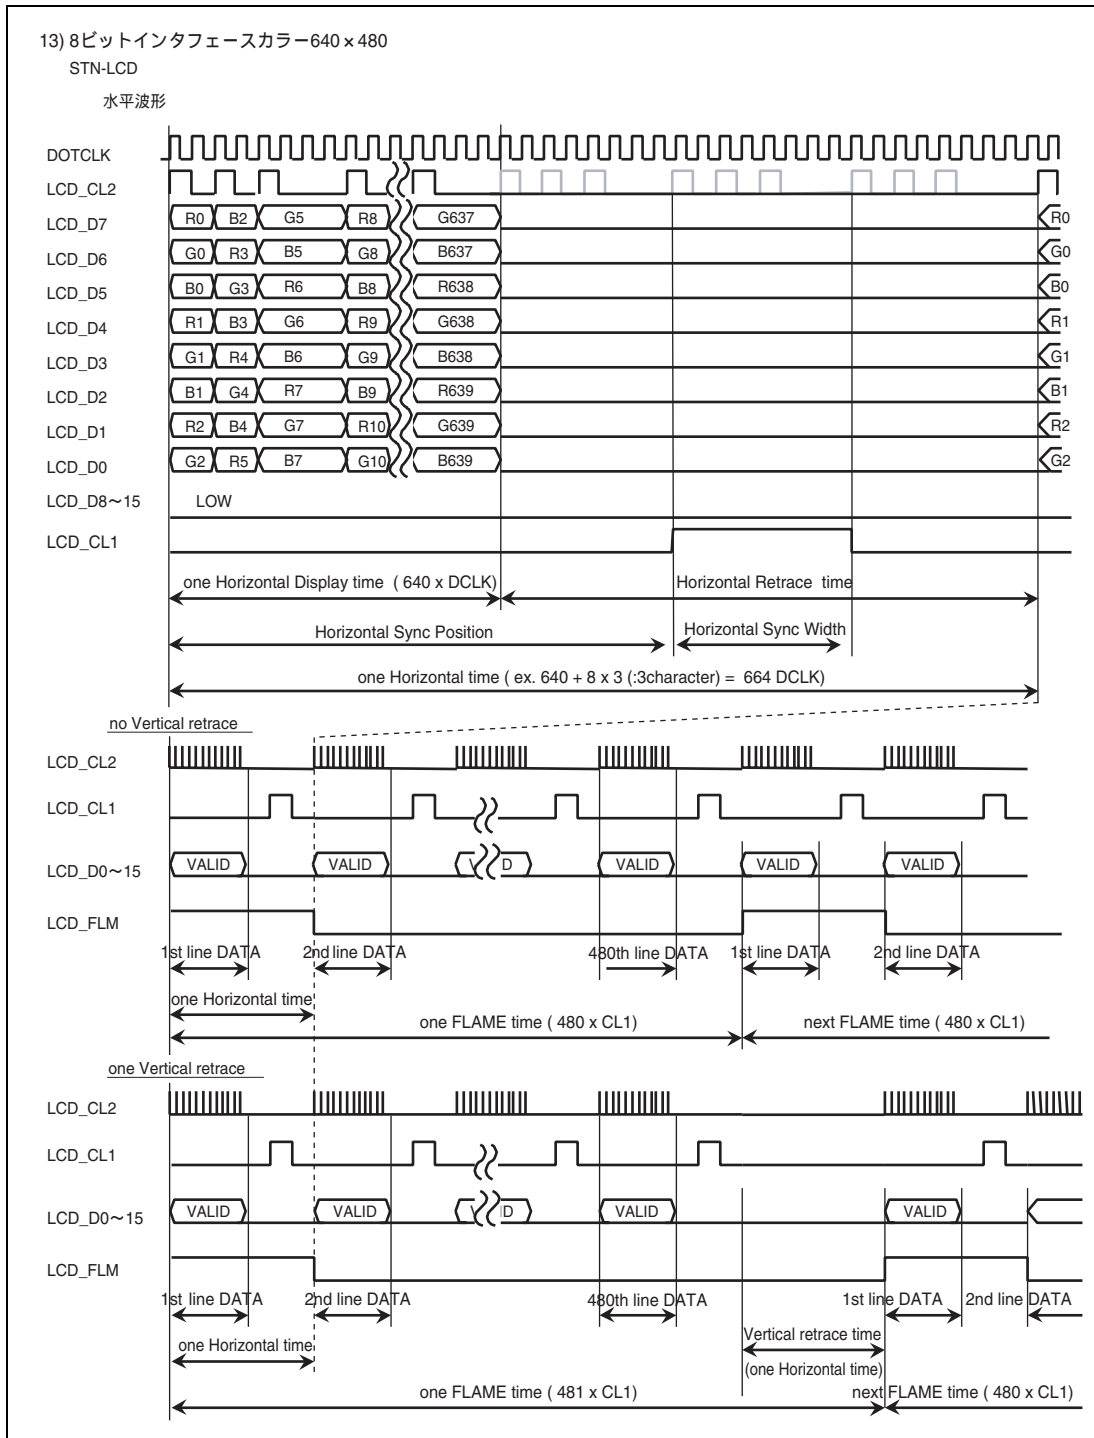 13) 8ビットインタフェースカラー640×480
STN-LCD
水平波形
DOTCLK
LCD_CL2
LCD_D7 R0 B2 G5 R8 G637 R0
LCD_D6 G0 R3 B5 G8 B637 G0
LCD_D5 B0 G3 R6 B8 R638 B0
LCD_D4 R1 B3 G6 R9 G638 R1
LCD_D3 G1 R4 B6 G9 B638 G1
LCD_D2 B1 G4 R7 B9 R639 B1
LCD_D1 R2 B4 G7 R10 G639 R2
LCD_D0 G2 R5 B7 G10 B639 G2
LCD_D8〜15 LOW
LCD_CL1
one Horizontal Display time ( 640 x DCLK) Horizontal Retrace time
Horizontal Sync Position Horizontal Sync Width
one Horizontal time ( ex. 640 + 8 x 3 (:3character) = 664 DCLK)
no Vertical retrace
LCD_CL2
LCD_CL1
LCD_D0〜15 VALID VALID V D VALID VALID VALID
LCD_FLM
1st line DATA 2nd line DATA 480th line DATA 1st line DATA 2nd line DATA
one Horizontal time
one FLAME time ( 480 x CL1) next FLAME time ( 480 x CL1)
one Vertical retrace
LCD_CL2
LCD_CL1
LCD_D0〜15 VALID VALID V ID VALID VALID
LCD_FLM
1st line DATA 2nd line DATA 480th line DATA 1st line DATA 2nd line DATA
one Horizontal time Vertical retrace time
(one Horizontal time)
one FLAME time ( 481 x CL1) next FLAME time ( 480 x CL1)